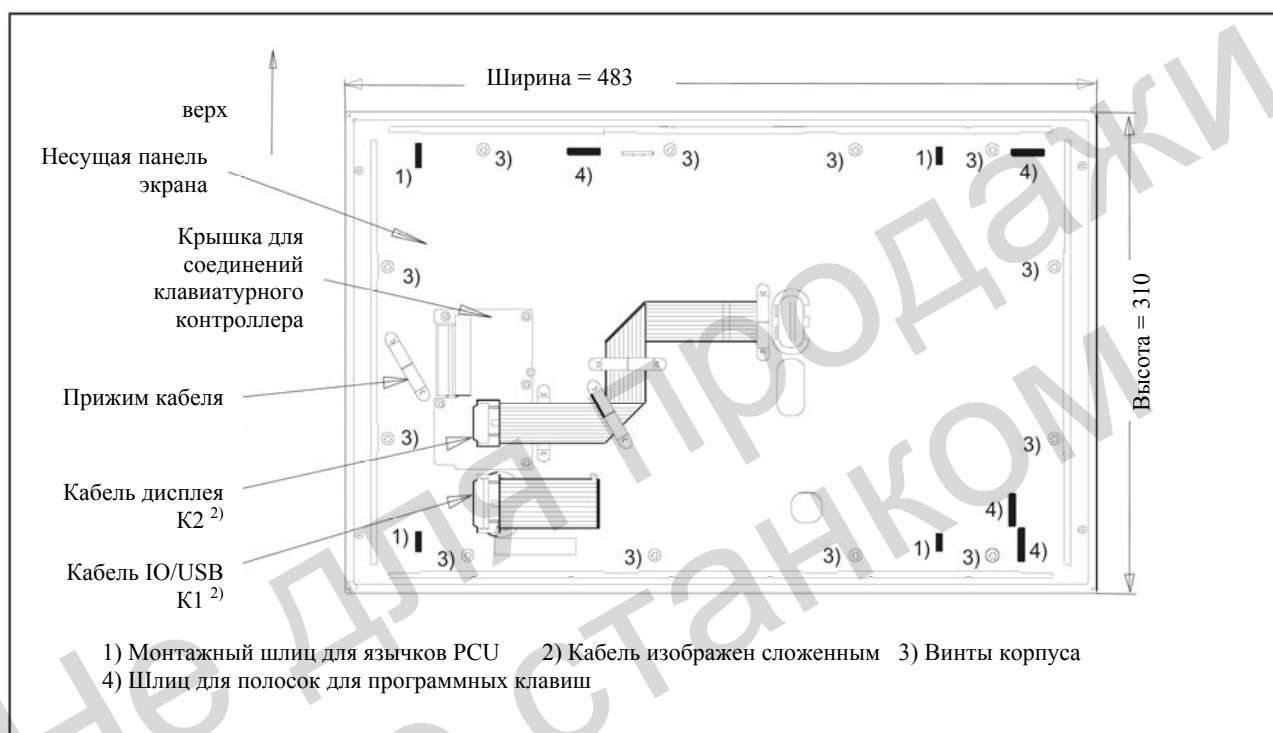 Ширина = 483
верх
Несущая панель
экрана
Крышка для
соединений
клавиатурного
контроллера
Прижим кабеля
Кабель дисплея
К2 2)
Кабель IO/USB
К1 2)
Высота = 310
1) 3) 4) 3) 3) 1) 3) 4)
3) 3)
3) 3)
4)
1) 3) 3) 3) 1) 3) 4)
1) Монтажный шлиц для язычков PCU 2) Кабель изображен сложенным 3) Винты корпуса
4) Шлиц для полосок для программных клавиш
Не для продажи
со станком